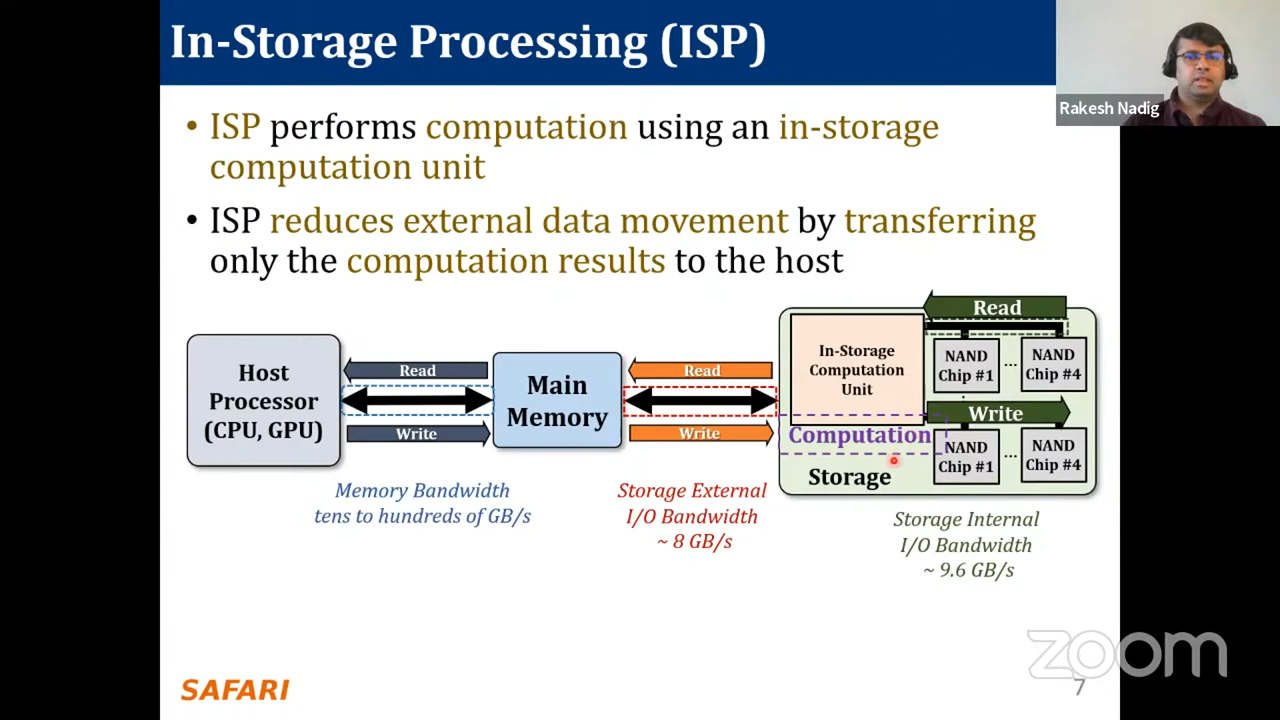 In-Storage Processing (ISP)
Rakesh Nadig
• ISP performs computation using an in-storage
computation unit
• ISP reduces external data movement by transferring
only the computation results to the host
Host
Processor
(CPU, GPU)
Read
Write
Main
Memory
Read
Write
In-Storage
Computation
Unit
Computation
Storage
Read
NAND
Chip #1
...
NAND
Chip #4
Write
NAND
Chip #1
...
NAND
Chip #4
Memory Bandwidth
tens to hundreds of GB/s
Storage External
I/O Bandwidth
~ 8 GB/s
Storage Internal
I/O Bandwidth
~ 9.6 GB/s
zoom
SAFARI
7